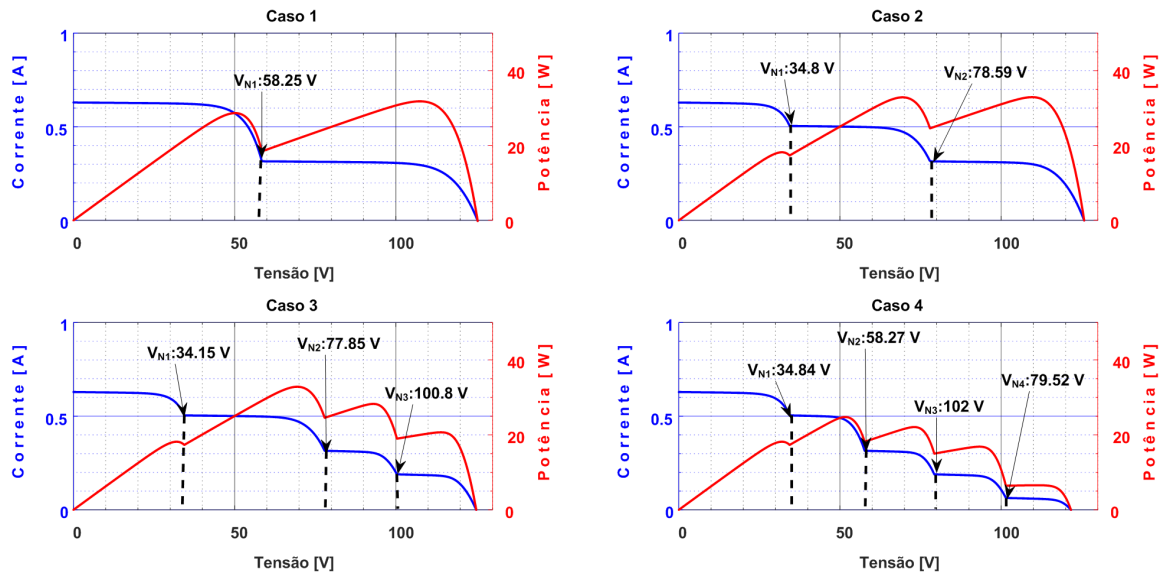 Caso 1
Corrente [A]
1
0.5
0
V_N1:58.25 V
40
20
0
Potência [W]
0
50
100
Tensão [V]
Caso 2
Corrente [A]
1
0.5
0
V_N1:34.8 V
V_N2:78.59 V
40
20
0
Potência [W]
0
50
100
Tensão [V]
Caso 3
Corrente [A]
1
0.5
0
V_N1:34.15 V
V_N2:77.85 V
V_N3:100.8 V
40
20
0
Potência [W]
0
50
100
Tensão [V]
Caso 4
Corrente [A]
1
0.5
0
V_N1:34.84 V
V_N2:58.27 V
V_N3:102 V
V_N4:79.52 V
40
20
0
Potência [W]
0
50
100
Tensão [V]